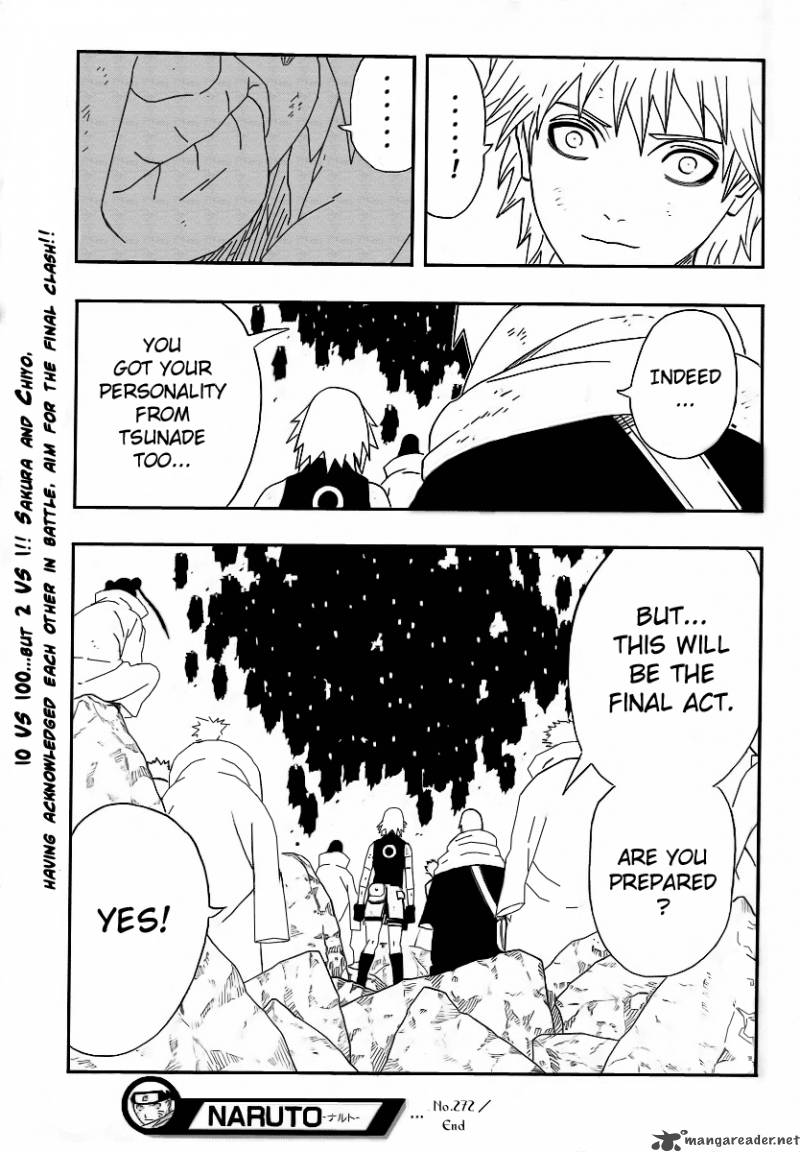 ......!
......
INDEED
...
YOU
GOT YOUR
PERSONALITY
FROM
TSUNADE
TOO...
BUT...
THIS WILL
BE THE
FINAL ACT.
ARE YOU
PREPARED
?
YES!
10 VS 100...BUT 2 VS 1!! SAKURA AND CHIYO,
HAVING ACKNOWLEDGED EACH OTHER IN BATTLE, AIM FOR THE FINAL CLASH!!
NARUTO -ナルト- ... No.272 /
End
mangareader.net